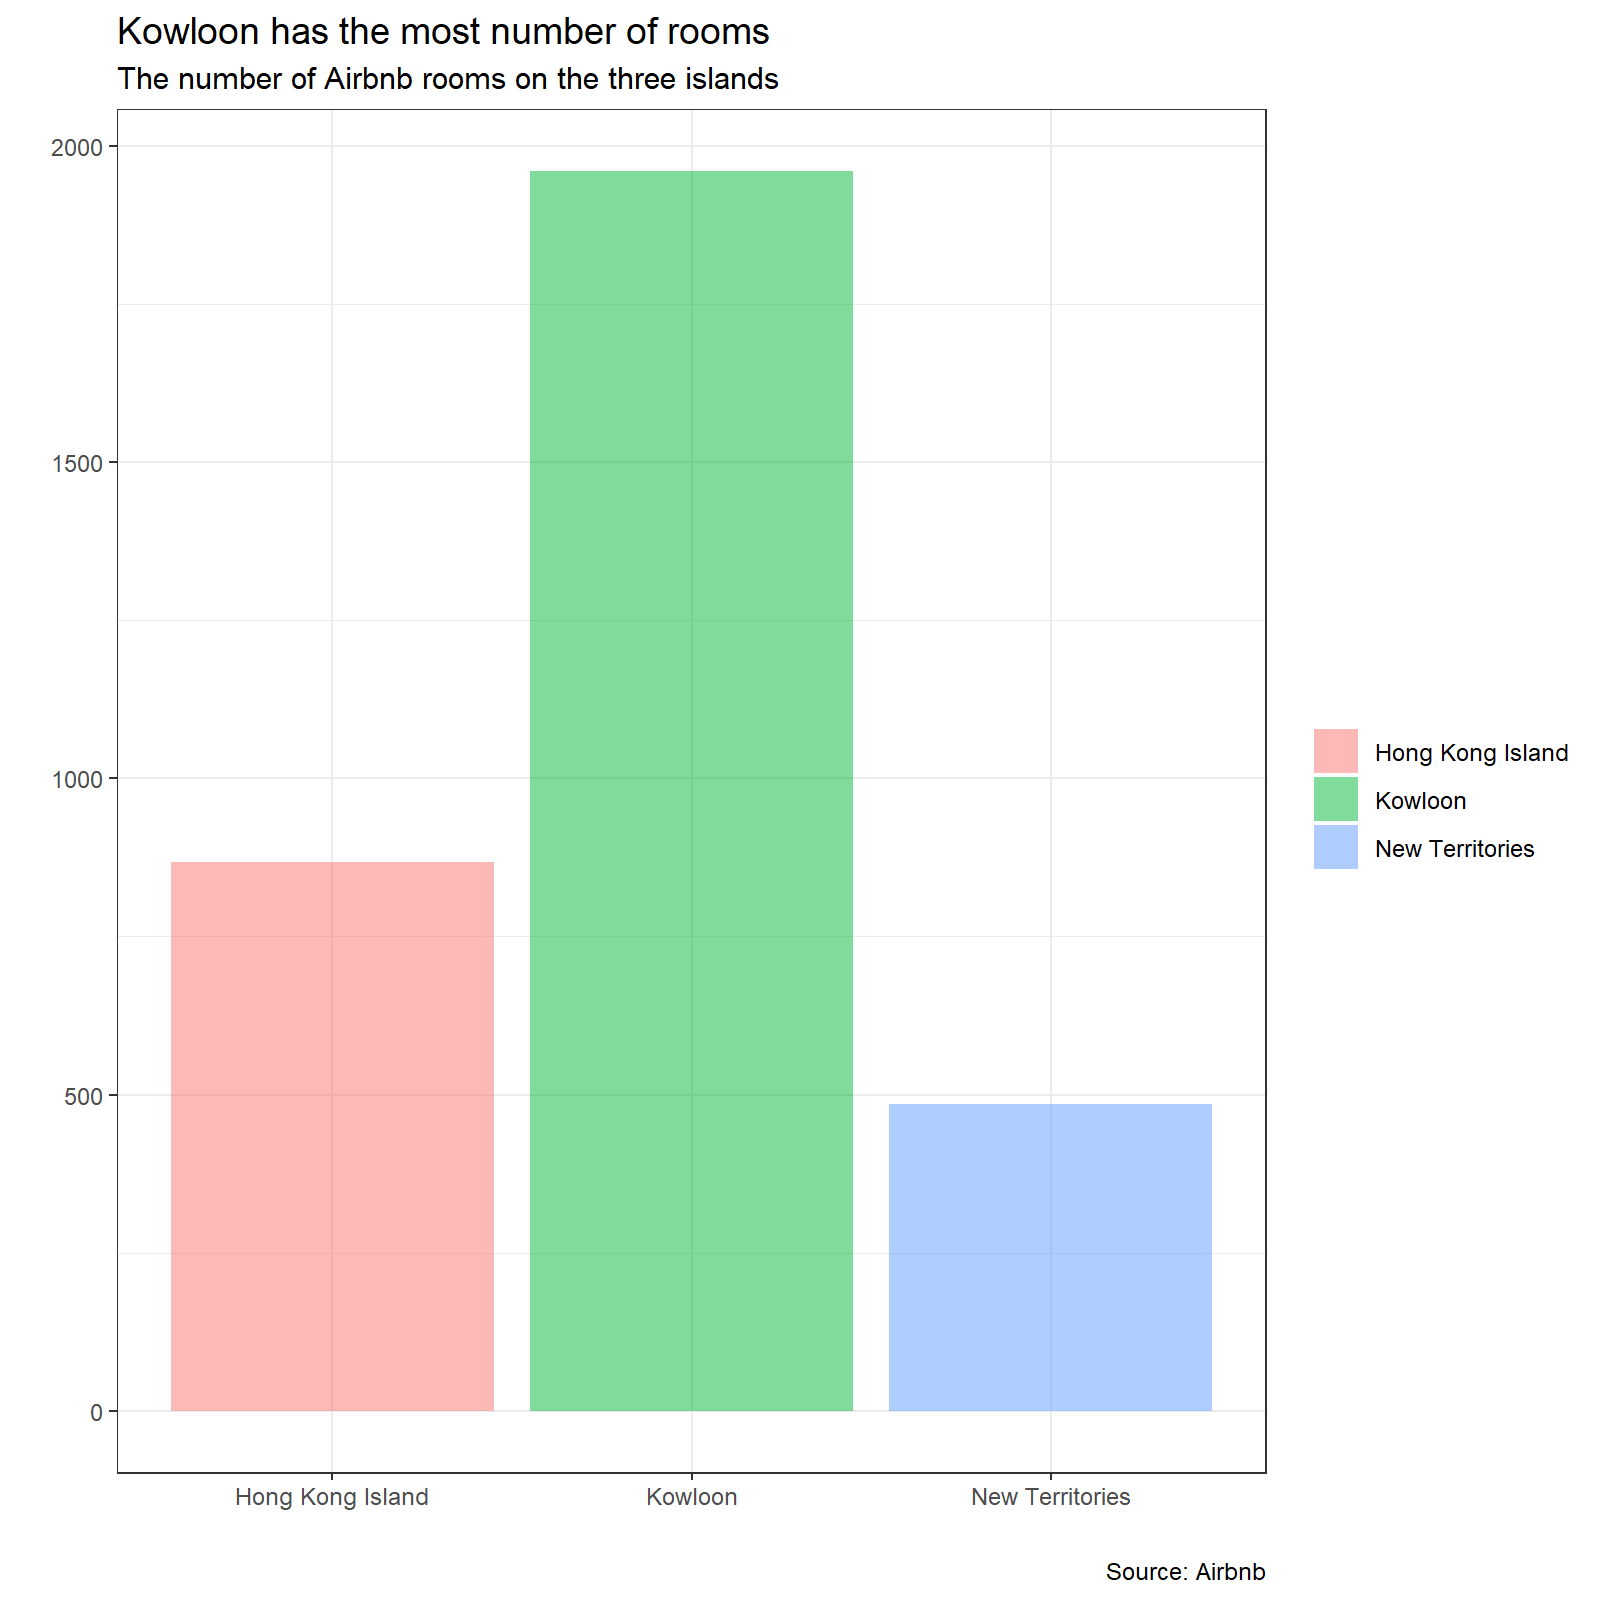 Kowloon has the most number of rooms
The number of Airbnb rooms on the three islands
2000
1500
1000
500
0
Hong Kong Island
Kowloon
New Territories
Hong Kong Island
Kowloon
New Territories
Source: Airbnb